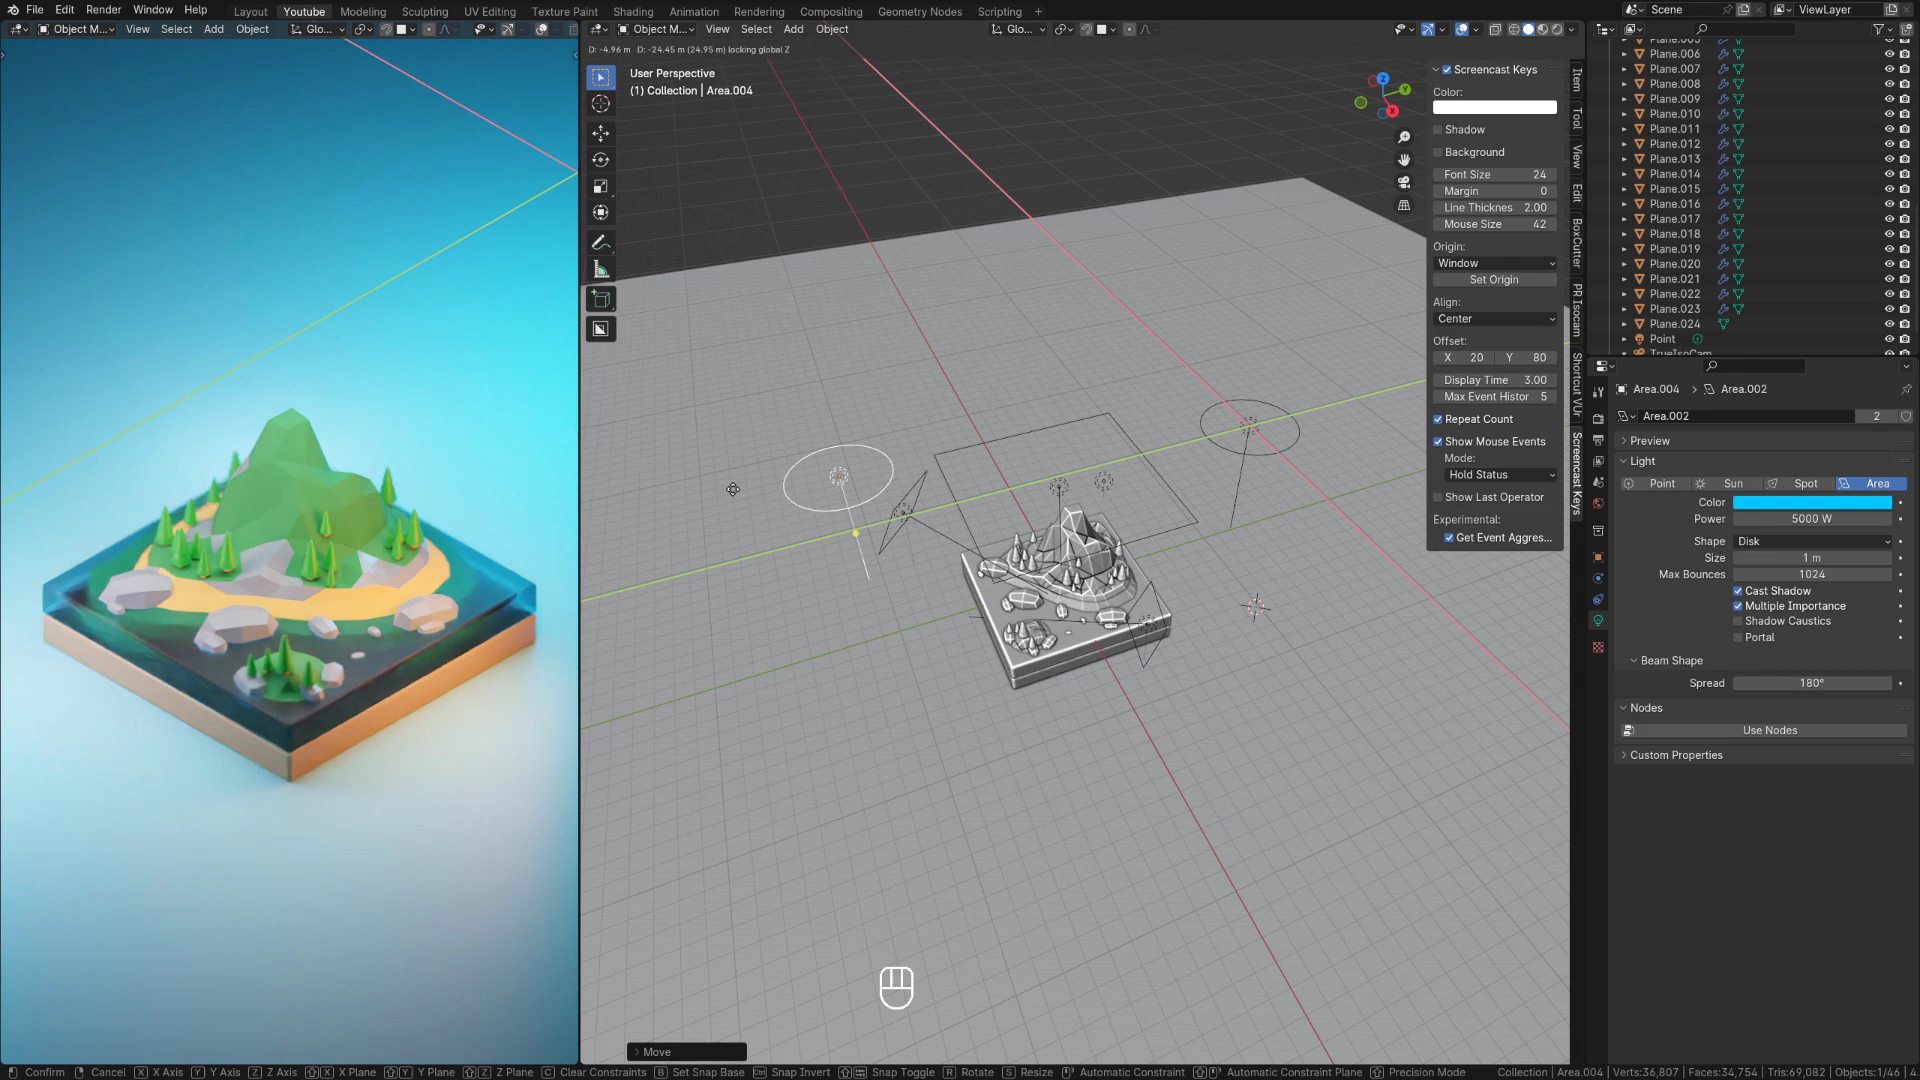 File Edit Render Window Help Layout Youtube Modeling Sculpting UV Editing Texture Paint Shading Animation Rendering Compositing Geometry Nodes Scripting + Scene ViewLayer
Object M... View Select Add Object Glo...
Object M... View Select Add Object Glo...
D: -4.96 m D: -24.45 m (24.95 m) locking global Z
User Perspective
(1) Collection | Area.004
Z
Y
X
Screencast Keys
Color:
Shadow
Background
Font Size 24
Margin 0
Line Thicknes 2.00
Mouse Size 42
Origin:
Window
Set Origin
Align:
Center
Offset:
X 20 Y 80
Display Time 3.00
Max Event Histor 5
Repeat Count
Show Mouse Events
Mode:
Hold Status
Show Last Operator
Experimental:
Get Event Aggres...
Item
Tool
View
Edit
BoxCutter
PR Isocam
Shortcut VUr
Screencast Keys
Plane.005
Plane.006
Plane.007
Plane.008
Plane.009
Plane.010
Plane.011
Plane.012
Plane.013
Plane.014
Plane.015
Plane.016
Plane.017
Plane.018
Plane.019
Plane.020
Plane.021
Plane.022
Plane.023
Plane.024
Point
TrueIsoCam
Area.004 > Area.002
Area.002 2
Preview
Light
Point Sun Spot Area
Color
Power 5000 W
Shape Disk
Size 1 m
Max Bounces 1024
Cast Shadow
Multiple Importance
Shadow Caustics
Portal
Beam Shape
Spread 180°
Nodes
Use Nodes
Custom Properties
> Move
Confirm Cancel X X Axis Y Y Axis Z Z Axis X X Plane Y Y Plane Z Z Plane C Clear Constraints B Set Snap Base Ctrl Snap Invert Snap Toggle R Rotate S Resize Automatic Constraint Automatic Constraint Plane Precision Mode Collection | Area.004 | Verts:36,807 | Faces:34,754 | Tris:69,082 | Objects:1/46 | 4.